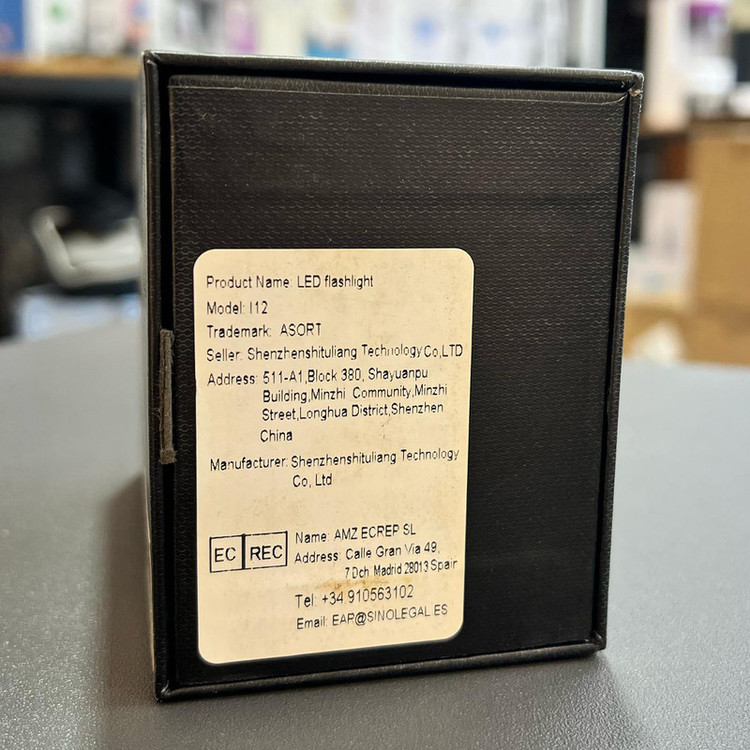 Product Name: LED flashlight
Model: I12
Trademark: ASORT
Seller: Shenzhenshituliang Technology Co,LTD
Address: 511-A1,Block 380, Shayuanpu
Building,Minzhi Community,Minzhi
Street,Longhua District,Shenzhen
China
Manufacturer: Shenzhenshituliang Technology
Co, Ltd
EC REC
Name: AMZ ECREP SL
Address: Calle Gran Via 49,
7 Dch Madrid 28013 Spain
Tel: +34 910563102
Email: EAR@SINOLEGAL.ES